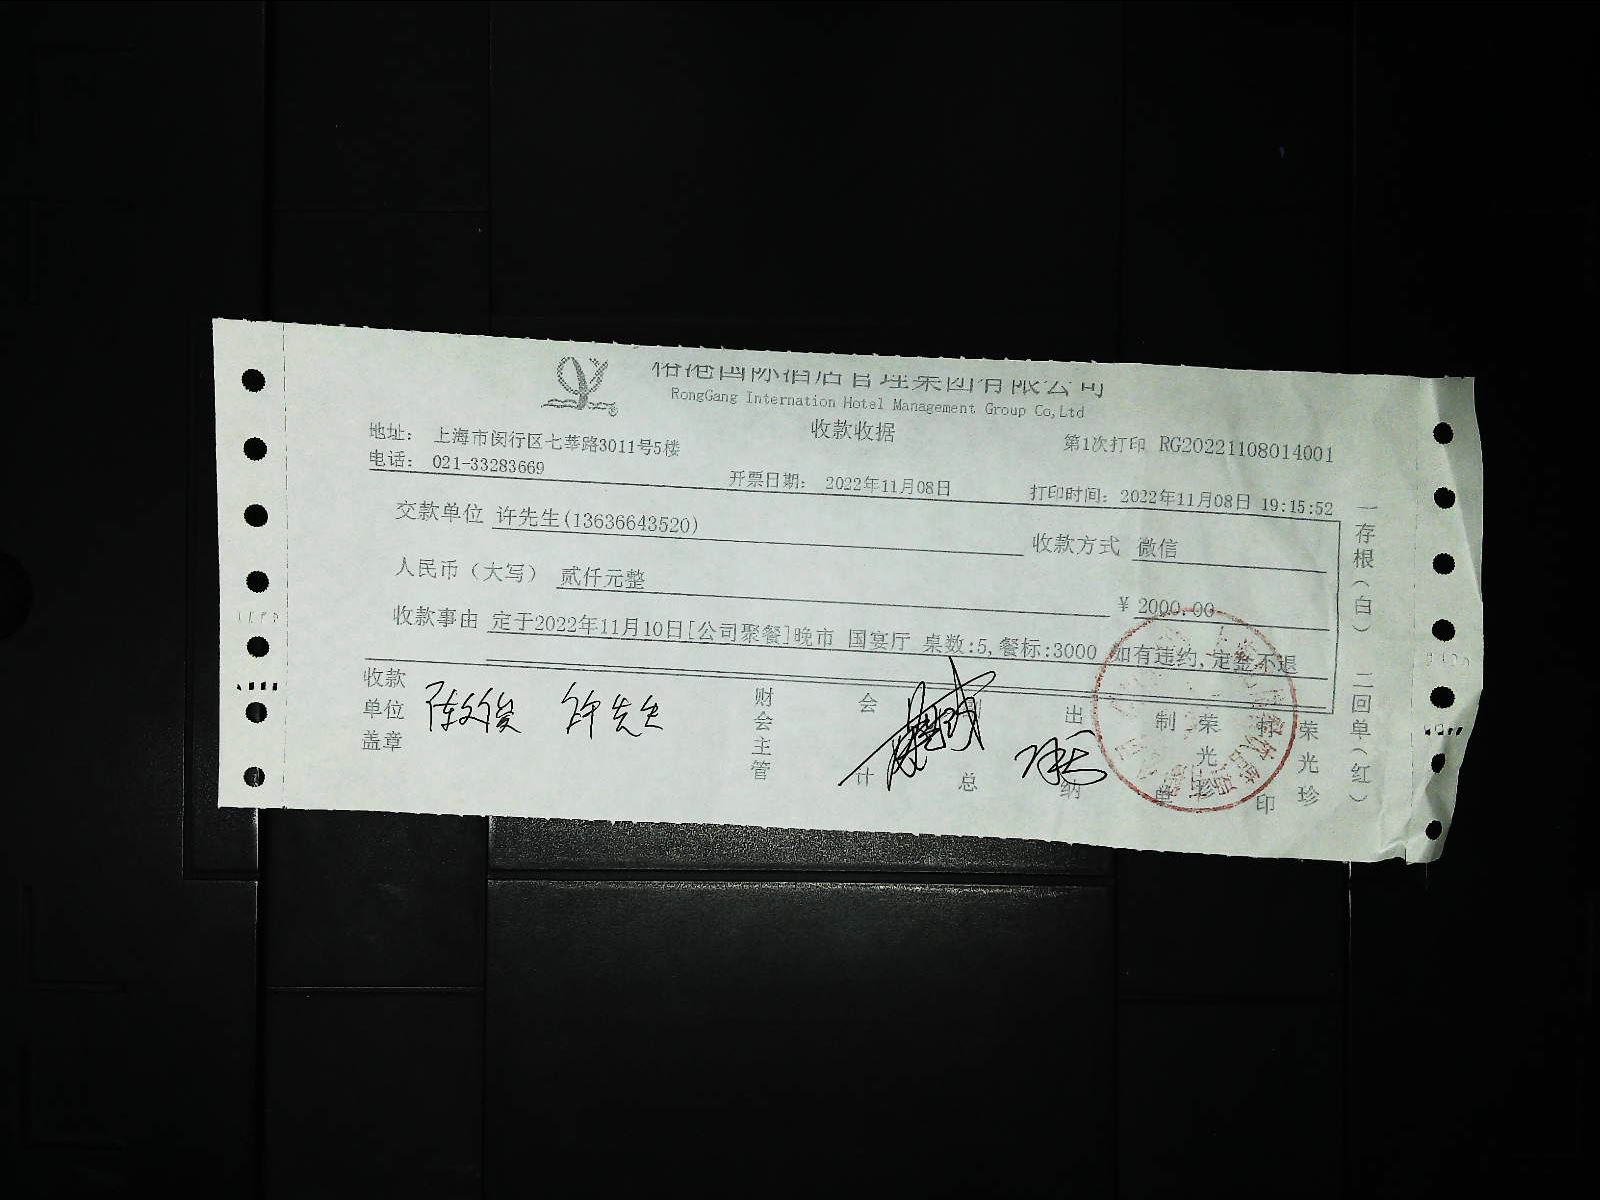 榕港国际酒店管理集团有限公司
RongGang Internation Hotel Management Group Co,Ltd
收款收据
地址: 上海市闵行区七莘路3011号5楼
第1次打印 RG20221108014001
电话: 021-33283669
开票日期: 2022年11月08日
打印时间: 2022年11月08日 19:15:52
交款单位 许先生(13636643520)
收款方式 微信
人民币(大写) 贰仟元整
¥ 2000.00
收款事由 定于2022年11月10日[公司聚餐]晚市 国宴厅 桌数:5,餐标:3000 如有违约,定金不退
收款单位盖章
许先生
财会主管
会计
副总
出纳
制单 荣光珍
打印 荣光珍
一存根(白) 二回单(红)